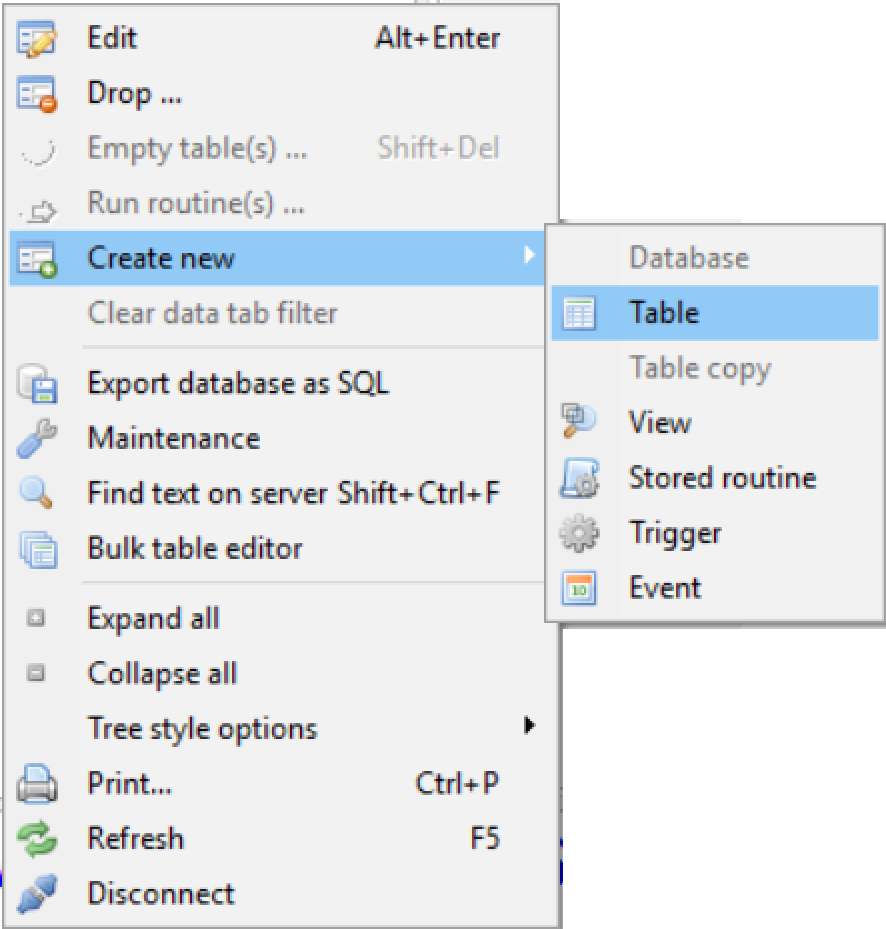 Edit Alt+Enter
Drop ...
Empty table(s) ... Shift+Del
Run routine(s) ...
Create new
Clear data tab filter
Export database as SQL
Maintenance
Find text on server Shift+Ctrl+F
Bulk table editor
Expand all
Collapse all
Tree style options
Print... Ctrl+P
Refresh F5
Disconnect
Database
Table
Table copy
View
Stored routine
Trigger
10 Event